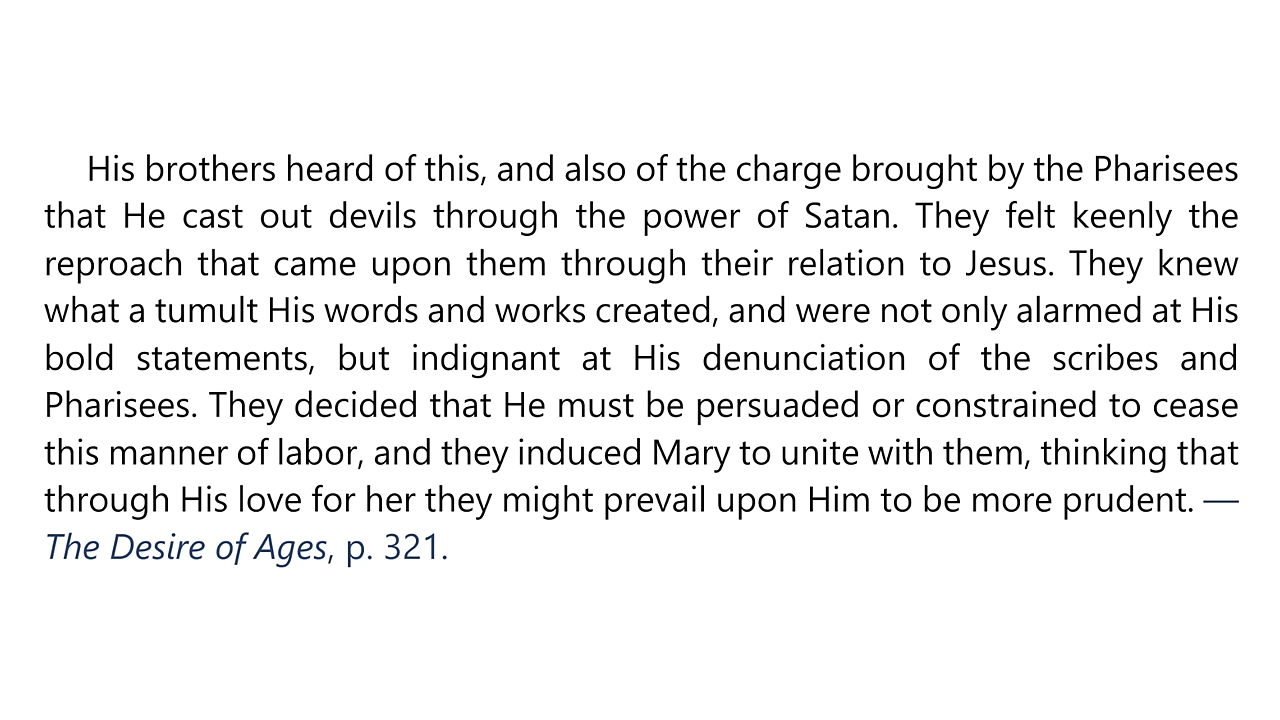 His brothers heard of this, and also of the charge brought by the Pharisees
that He cast out devils through the power of Satan. They felt keenly the
reproach that came upon them through their relation to Jesus. They knew
what a tumult His words and works created, and were not only alarmed at His
bold statements, but indignant at His denunciation of the scribes and
Pharisees. They decided that He must be persuaded or constrained to cease
this manner of labor, and they induced Mary to unite with them, thinking that
through His love for her they might prevail upon Him to be more prudent. —
The Desire of Ages, p. 321.